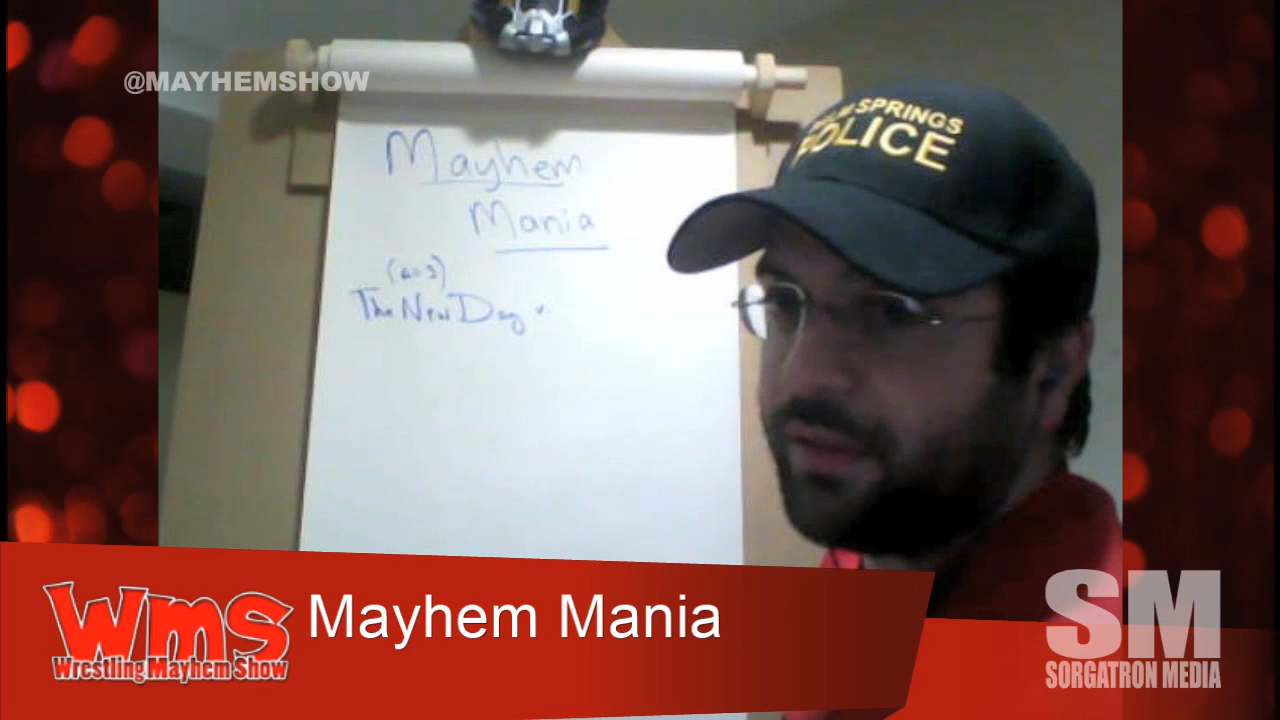 @MAYHEMSHOW
SPRINGS
POLICE
Mayhem
Mania
The New Day v.
WMS
Wrestling Mayhem Show
Mayhem Mania
SM
SORGATRON MEDIA